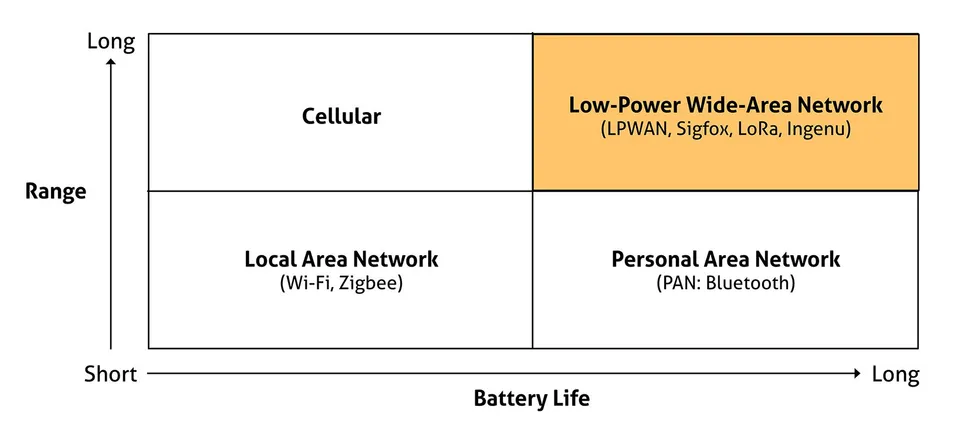 Long
Cellular
Low-Power Wide-Area Network
(LPWAN, Sigfox, LoRa, Ingenu)
Range
Local Area Network
(Wi-Fi, Zigbee)
Personal Area Network
(PAN: Bluetooth)
Short
Long
Battery Life